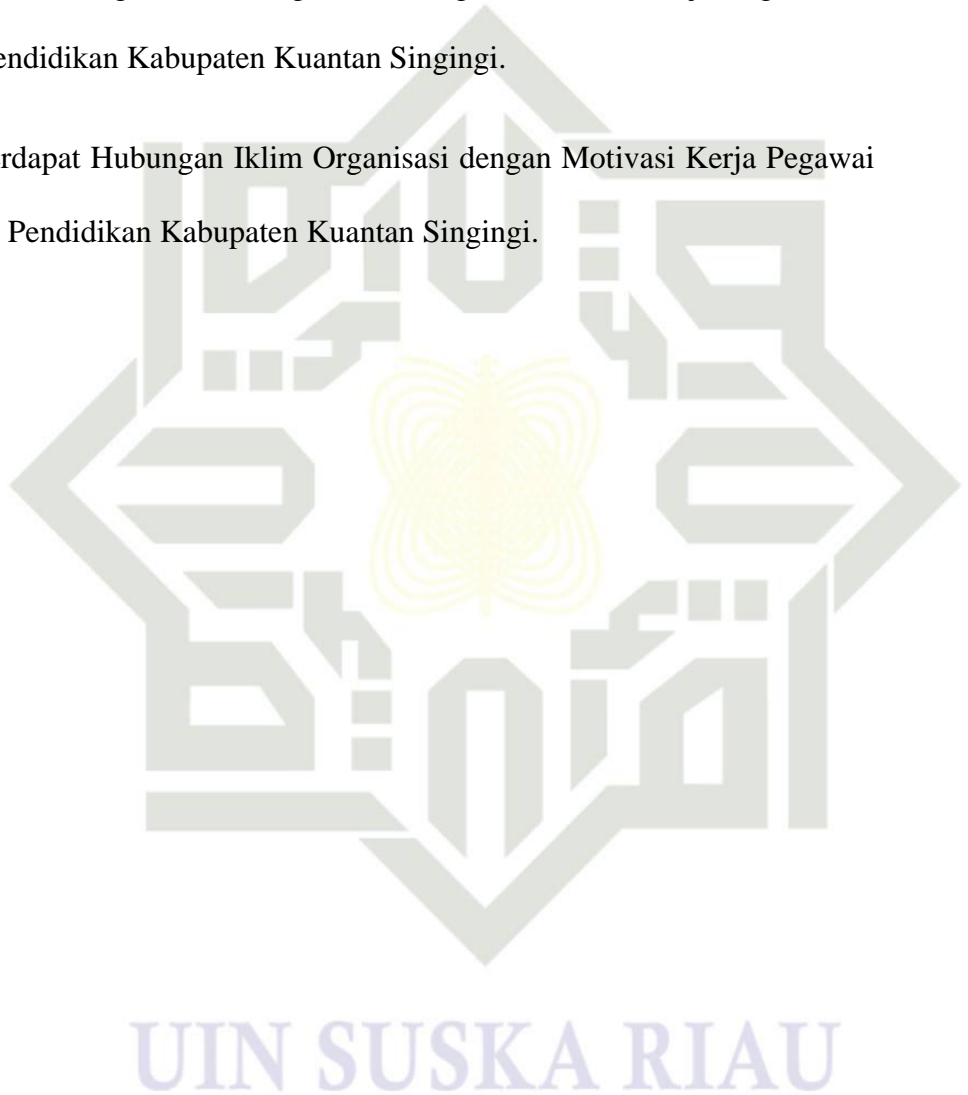 endidikan Kabupaten Kuantan Singingi.
rdapat Hubungan Iklim Organisasi dengan Motivasi Kerja Pegawai
Pendidikan Kabupaten Kuantan Singingi.
UIN SUSKA RIAU